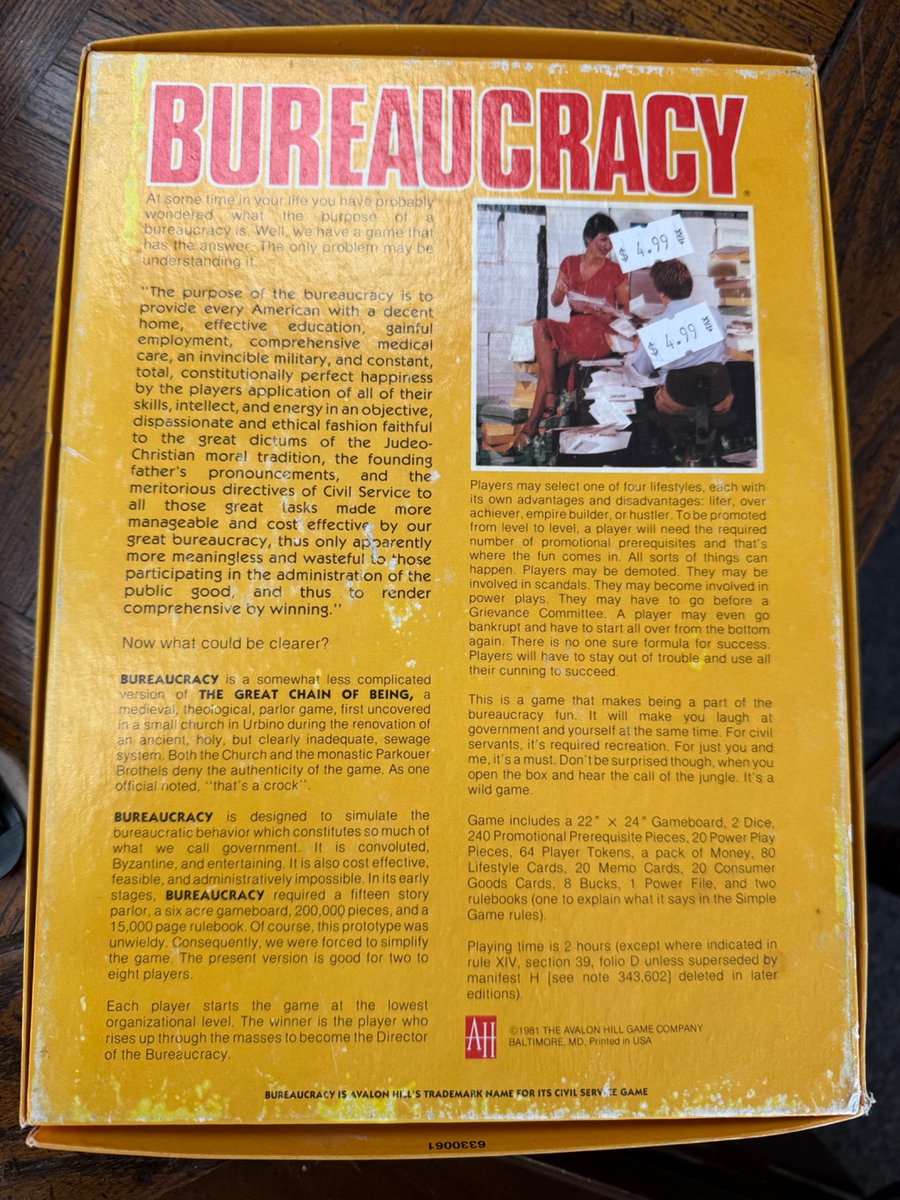 BUREAUCRACY
At some time in your life you have probably
wondered what the purpose of a
bureaucracy is. Well, we have a game that
has the answer. The only problem may be
understanding it.
"The purpose of the bureaucracy is to
provide every American with a decent
home, effective education, gainful
employment, comprehensive medical
care, an invincible military, and constant,
total, constitutionally perfect happiness
by the players application of all of their
skills, intellect, and energy in an objective,
dispassionate and ethical fashion faithful
to the great dictums of the Judeo-
Christian moral tradition, the founding
father's pronouncements, and the
meritorious directives of Civil Service to
all those great tasks made more
manageable and cost effective by our
great bureaucracy, thus only apparently
more meaningless and wasteful to those
participating in the administration of the
public good, and thus to render
comprehensive by winning."
Now what could be clearer?
BUREAUCRACY is a somewhat less complicated
version of THE GREAT CHAIN OF BEING, a
medieval, theological, parlor game, first uncovered
in a small church in Urbino during the renovation of
an ancient, holy, but clearly inadequate, sewage
system. Both the Church and the monastic Parkouer
Brothels deny the authenticity of the game. As one
official noted, "that's a crock".
BUREAUCRACY is designed to simulate the
bureaucratic behavior which constitutes so much of
what we call government. It is convoluted,
Byzantine, and entertaining. It is also cost effective,
feasible, and administratively impossible. In its early
stages, BUREAUCRACY required a fifteen story
parlor, a six acre gameboard, 200,000 pieces, and a
15,000 page rulebook. Of course, this prototype was
unwieldy. Consequently, we were forced to simplify
the game. The present version is good for two to
eight players.
Each player starts the game at the lowest
organizational level. The winner is the player who
rises up through the masses to become the Director
of the Bureaucracy.
$ 4.99 +TAX
$ 4.99 +TAX
Players may select one of four lifestyles, each with
its own advantages and disadvantages: lifer, over
achiever, empire builder, or hustler. To be promoted
from level to level, a player will need the required
number of promotional prerequisites and that's
where the fun comes in. All sorts of things can
happen. Players may be demoted. They may be
involved in scandals. They may become involved in
power plays. They may have to go before a
Grievance Committee. A player may even go
bankrupt and have to start all over from the bottom
again. There is no one sure formula for success.
Players will have to stay out of trouble and use all
their cunning to succeed.
This is a game that makes being a part of the
bureaucracy fun. It will make you laugh at
government and yourself at the same time. For civil
servants, it's required recreation. For just you and
me, it's a must. Don't be surprised though, when you
open the box and hear the call of the jungle. It's a
wild game.
Game includes a 22" × 24" Gameboard, 2 Dice,
240 Promotional Prerequisite Pieces, 20 Power Play
Pieces, 64 Player Tokens, a pack of Money, 80
Lifestyle Cards, 20 Memo Cards, 20 Consumer
Goods Cards, 8 Bucks, 1 Power File, and two
rulebooks (one to explain what it says in the Simple
Game rules).
Playing time is 2 hours (except where indicated in
rule XIV, section 39, folio D unless superseded by
manifest H [see note 343,602] deleted in later
editions).
AH
©1981 THE AVALON HILL GAME COMPANY
BALTIMORE, MD. Printed in USA
BUREAUCRACY IS AVALON HILL'S TRADEMARK NAME FOR ITS CIVIL SERVICE GAME
6330061